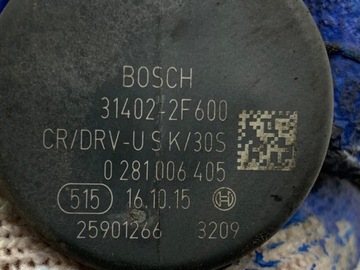 BOSCH
31402-2F600
CR/DRV-U S K/30S
0 281 006 405
515 16.10.15
25901266 3209